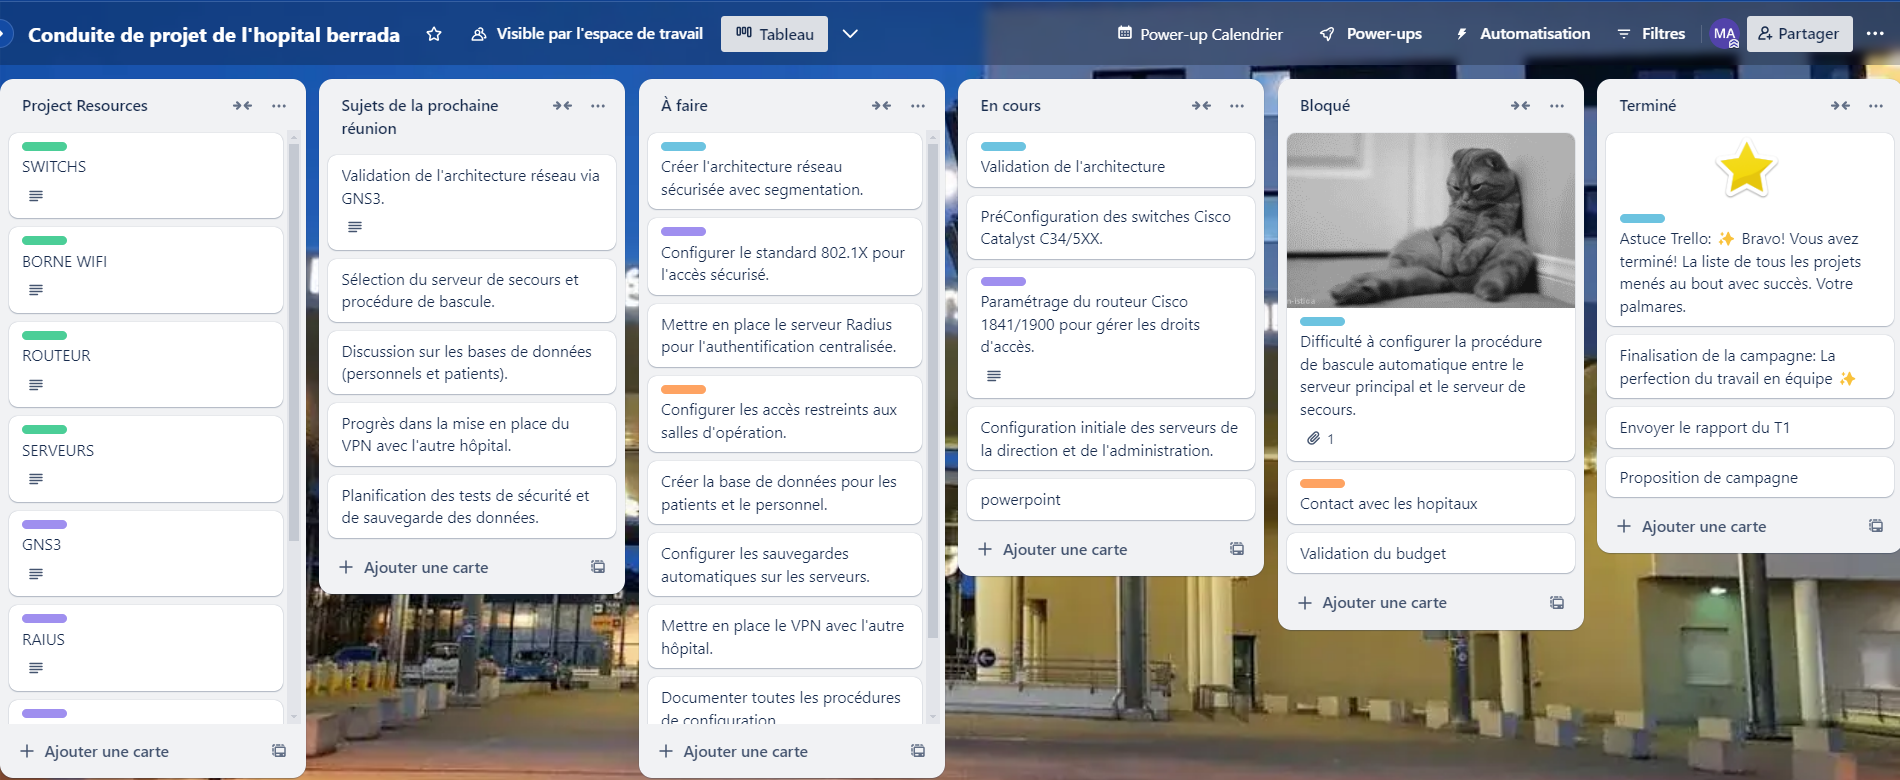 Conduite de projet de l'hopital berrada
Visible par l'espace de travail
Tableau
Power-up Calendrier
Power-ups
Automatisation
Filtres
MA
Partager
Project Resources
SWITCHS
BORNE WIFI
ROUTEUR
SERVEURS
GNS3
RAIUS
+ Ajouter une carte
Sujets de la prochaine
réunion
Validation de l'architecture réseau via
GNS3.
Sélection du serveur de secours et
procédure de bascule.
Discussion sur les bases de données
(personnels et patients).
Progrès dans la mise en place du
VPN avec l'autre hôpital.
Planification des tests de sécurité et
de sauvegarde des données.
+ Ajouter une carte
À faire
Créer l'architecture réseau
sécurisée avec segmentation.
Configurer le standard 802.1X pour
l'accès sécurisé.
Mettre en place le serveur Radius
pour l'authentification centralisée.
Configurer les accès restreints aux
salles d'opération.
Créer la base de données pour les
patients et le personnel.
Configurer les sauvegardes
automatiques sur les serveurs.
Mettre en place le VPN avec l'autre
hôpital.
Documenter toutes les procédures
de configuration
+ Ajouter une carte
En cours
Validation de l'architecture
PréConfiguration des switches Cisco
Catalyst C34/5XX.
Paramétrage du routeur Cisco
1841/1900 pour gérer les droits
d'accès.
Configuration initiale des serveurs de
la direction et de l'administration.
powerpoint
+ Ajouter une carte
Bloqué
Difficulté à configurer la procédure
de bascule automatique entre le
serveur principal et le serveur de
secours.
1
Contact avec les hopitaux
Validation du budget
+ Ajouter une carte
Terminé
Astuce Trello: ✨ Bravo! Vous avez
terminé! La liste de tous les projets
menés au bout avec succès. Votre
palmares.
Finalisation de la campagne: La
perfection du travail en équipe ✨
Envoyer le rapport du T1
Proposition de campagne
+ Ajouter une carte